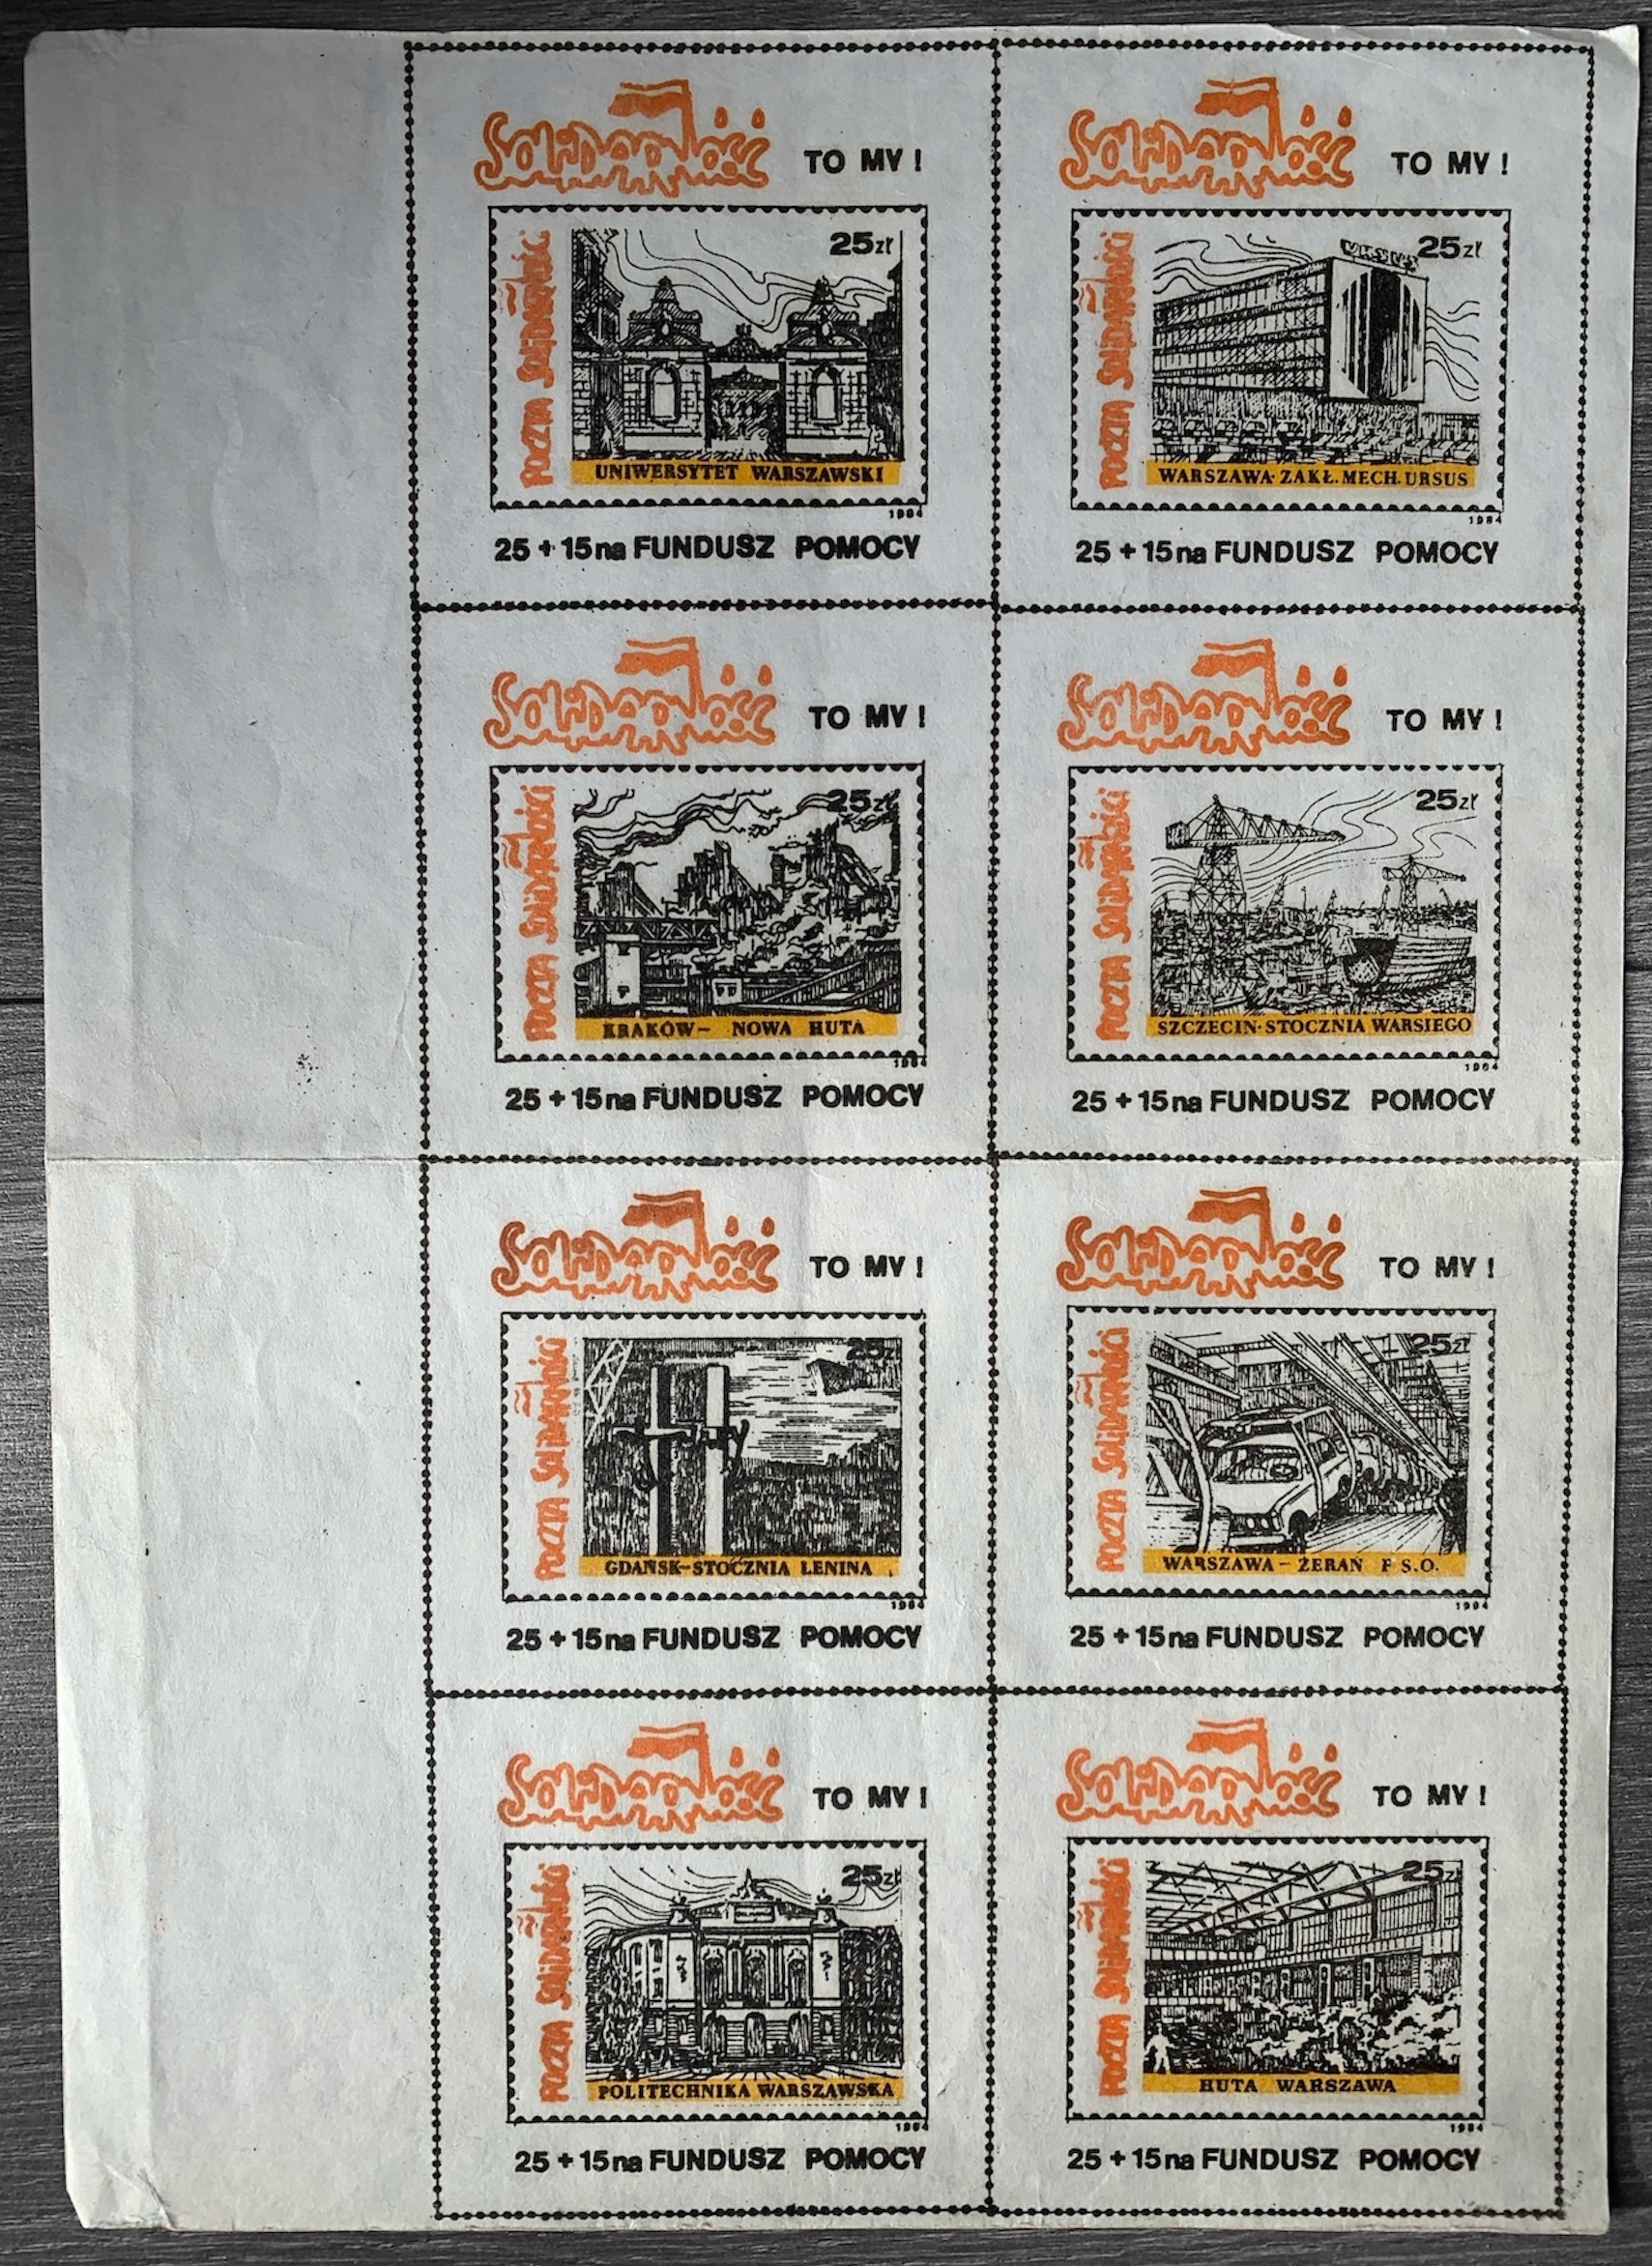 Solidarność TO MY!
POCZTA SOLIDARNOŚCI
25zł
UNIWERSYTET WARSZAWSKI
1984
25 + 15 na FUNDUSZ POMOCY
Solidarność TO MY!
POCZTA SOLIDARNOŚCI
URSUS
25zł
WARSZAWA-ZAKŁ.MECH.URSUS
1984
25 + 15 na FUNDUSZ POMOCY
Solidarność TO MY!
POCZTA SOLIDARNOŚCI
25zł
KRAKÓW- NOWA HUTA
1984
25 + 15 na FUNDUSZ POMOCY
Solidarność TO MY!
POCZTA SOLIDARNOŚCI
25zł
SZCZECIN-STOCZNIA WARSIEGO
1984
25 + 15 na FUNDUSZ POMOCY
Solidarność TO MY!
POCZTA SOLIDARNOŚCI
25zł
GDAŃSK-STOCZNIA LENINA
1984
25 + 15 na FUNDUSZ POMOCY
Solidarność TO MY!
POCZTA SOLIDARNOŚCI
25zł
WARSZAWA - ŻERAŃ F S.O.
1984
25 + 15 na FUNDUSZ POMOCY
Solidarność TO MY!
POCZTA SOLIDARNOŚCI
25zł
POLITECHNIKA WARSZAWSKA
1984
25 + 15 na FUNDUSZ POMOCY
Solidarność TO MY!
POCZTA SOLIDARNOŚCI
25zł
HUTA WARSZAWA
1984
25 + 15 na FUNDUSZ POMOCY